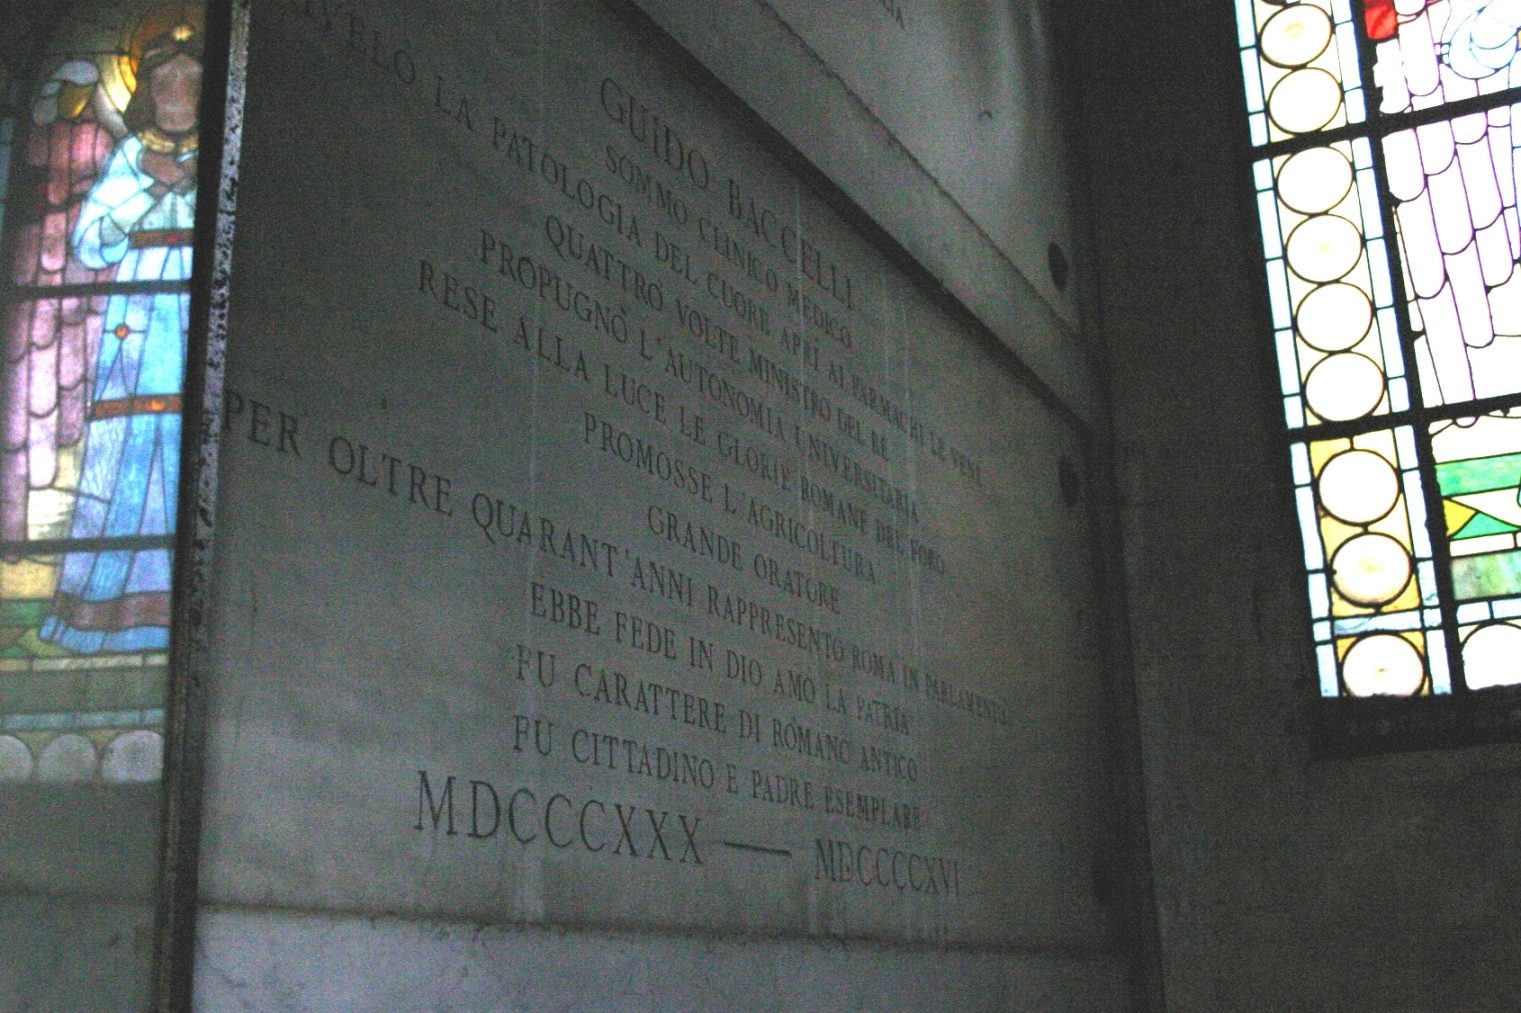 GUIDO BACCELLI
SOMMO CLINICO MEDICO
SVELÒ LA PATOLOGIA DEL CUORE APRÌ AI FARMACHI LE VENE
QUATTRO VOLTE MINISTRO DEL RE
PROPUGNÒ L'AUTONOMIA UNIVERSITARIA
RESE ALLA LUCE LE GLORIE ROMANE DEL FORO
PROMOSSE L'AGRICOLTURA
GRANDE ORATORE
PER OLTRE QUARANT'ANNI RAPPRESENTO ROMA IN PARLAMENTO
EBBE FEDE IN DIO AMÒ LA PATRIA
FU CARATTERE DI ROMANO ANTICO
FU CITTADINO E PADRE ESEMPLARE
MDCCCXXX — MDCCCCXVI